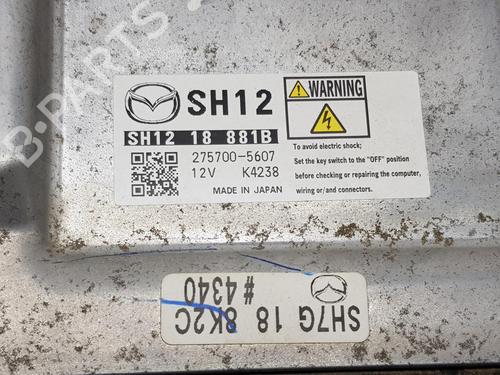 B-PARTS
SH12
SH12 18 881B
275700-5607
12V K4238
MADE IN JAPAN
WARNING
To avoid electric shock;
Set the key switch to the "OFF" position
before checking or repairing the computer,
wiring or/and connectors.
SH7G 18 8K2C
#4340